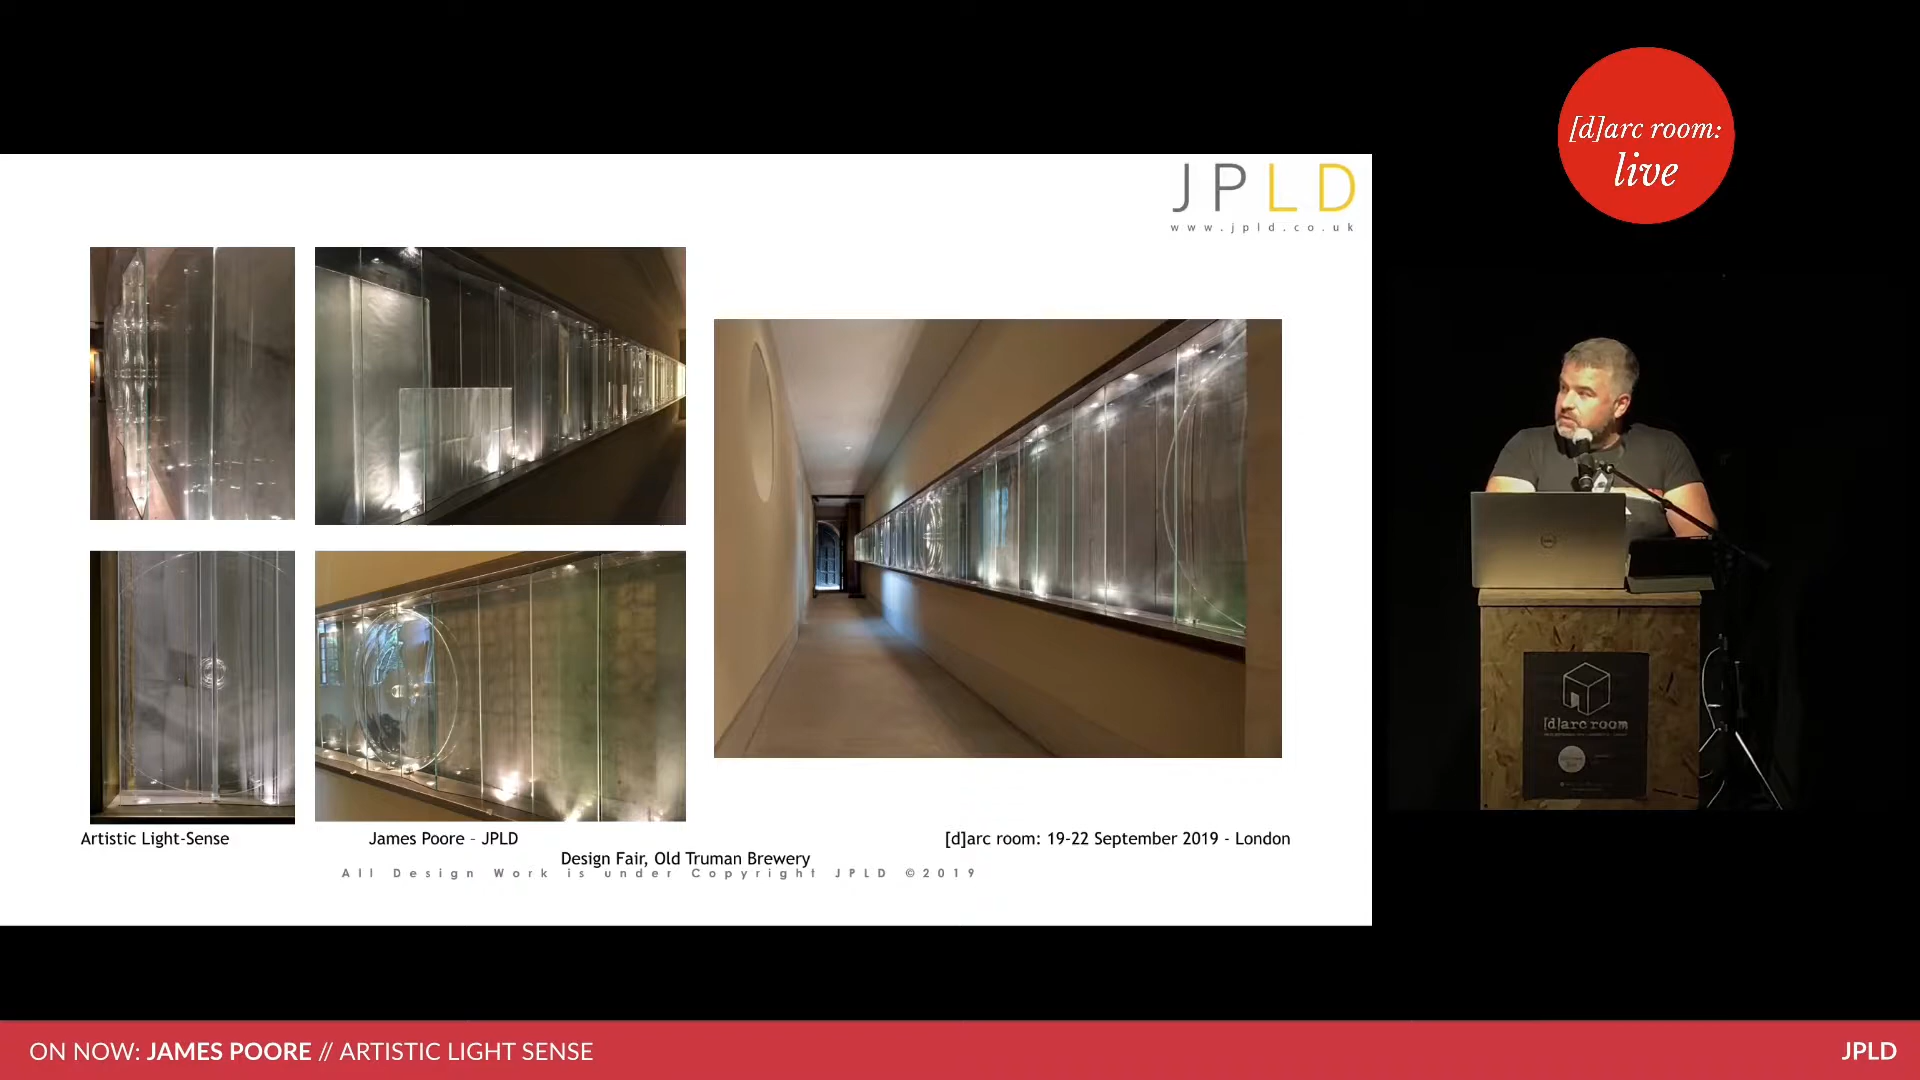 [d]arc room:
live
JPLD
www.jpld.co.uk
Artistic Light-Sense
James Poore - JPLD
[d]arc room: 19-22 September 2019 - London
Design Fair, Old Truman Brewery
All Design Work is under Copyright JPLD ©2019
[d]arc room
ON NOW: JAMES POORE // ARTISTIC LIGHT SENSE
JPLD